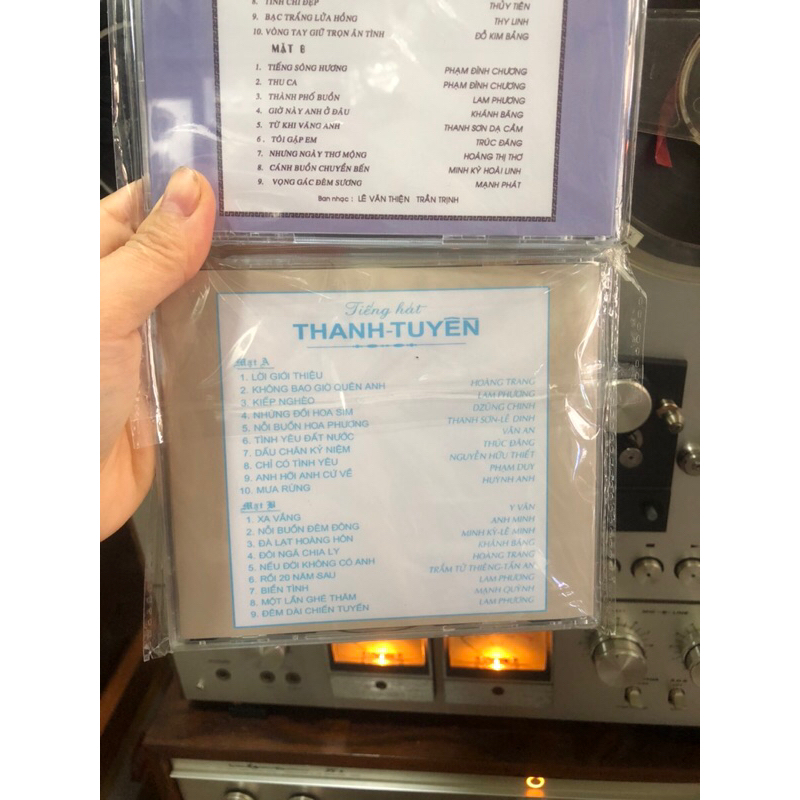 8. TÌNH CHỈ ĐẸP THỦY TIÊN
9. BẠC TRẮNG LỬA HỒNG THY LINH
10. VÒNG TAY GIỮ TRỌN ÂN TÌNH ĐỖ KIM BẢNG
MẶT B
1. TIẾNG SÔNG HƯƠNG PHẠM ĐÌNH CHƯƠNG
2. THU CA PHẠM ĐÌNH CHƯƠNG
3. THÀNH PHỐ BUỒN LAM PHƯƠNG
4. GIỜ NÀY ANH Ở ĐÂU KHÁNH BĂNG
5. TỪ KHI VẮNG ANH THANH SƠN DẠ CẦM
6. TÔI GẶP EM TRÚC ĐĂNG
7. NHƯNG NGÀY THƠ MỘNG HOÀNG THI THƠ
8. CÁNH BUỒN CHUYỂN BẾN MINH KỲ HOÀI LINH
9. VỌNG GÁC ĐÊM SƯƠNG MẠNH PHÁT
Ban nhạc : LÊ VĂN THIỆN TRẦN TRỊNH
Tiếng hát
THANH-TUYỀN
Mặt A
1. LỜI GIỚI THIỆU
2. KHÔNG BAO GIỜ QUÊN ANH HOÀNG TRANG
3. KIẾP NGHÈO LAM PHƯƠNG
4. NHỮNG ĐỒI HOA SIM DZŨNG CHINH
5. NỖI BUỒN HOA PHƯỢNG THANH SƠN-LÊ DINH
6. TÌNH YÊU ĐẤT NƯỚC VĂN AN
7. DẤU CHÂN KỶ NIỆM THÚC ĐĂNG
8. CHỈ CÓ TÌNH YÊU NGUYỄN HỮU THIẾT
9. ANH HỠI ANH CỨ VỀ PHẠM DUY
10. MƯA RỪNG HUỲNH ANH
Mặt B
1. XA VẮNG Y VÂN
2. NỖI BUỒN ĐÊM ĐÔNG ANH MINH
3. ĐÀ LẠT HOÀNG HÔN MINH KỲ-LÊ MINH
4. ĐÔI NGÃ CHIA LY KHÁNH BĂNG
5. NẾU ĐỜI KHÔNG CÓ ANH HOÀNG TRANG
6. RỒI 20 NĂM SAU TRẦM TỬ THIÊNG-TẤN AN
7. BIỂN TÌNH LAM PHƯƠNG
8. MỘT LẦN GHÉ THĂM MẠNH QUỲNH
9. ĐÊM DÀI CHIẾN TUYẾN LAM PHƯƠNG